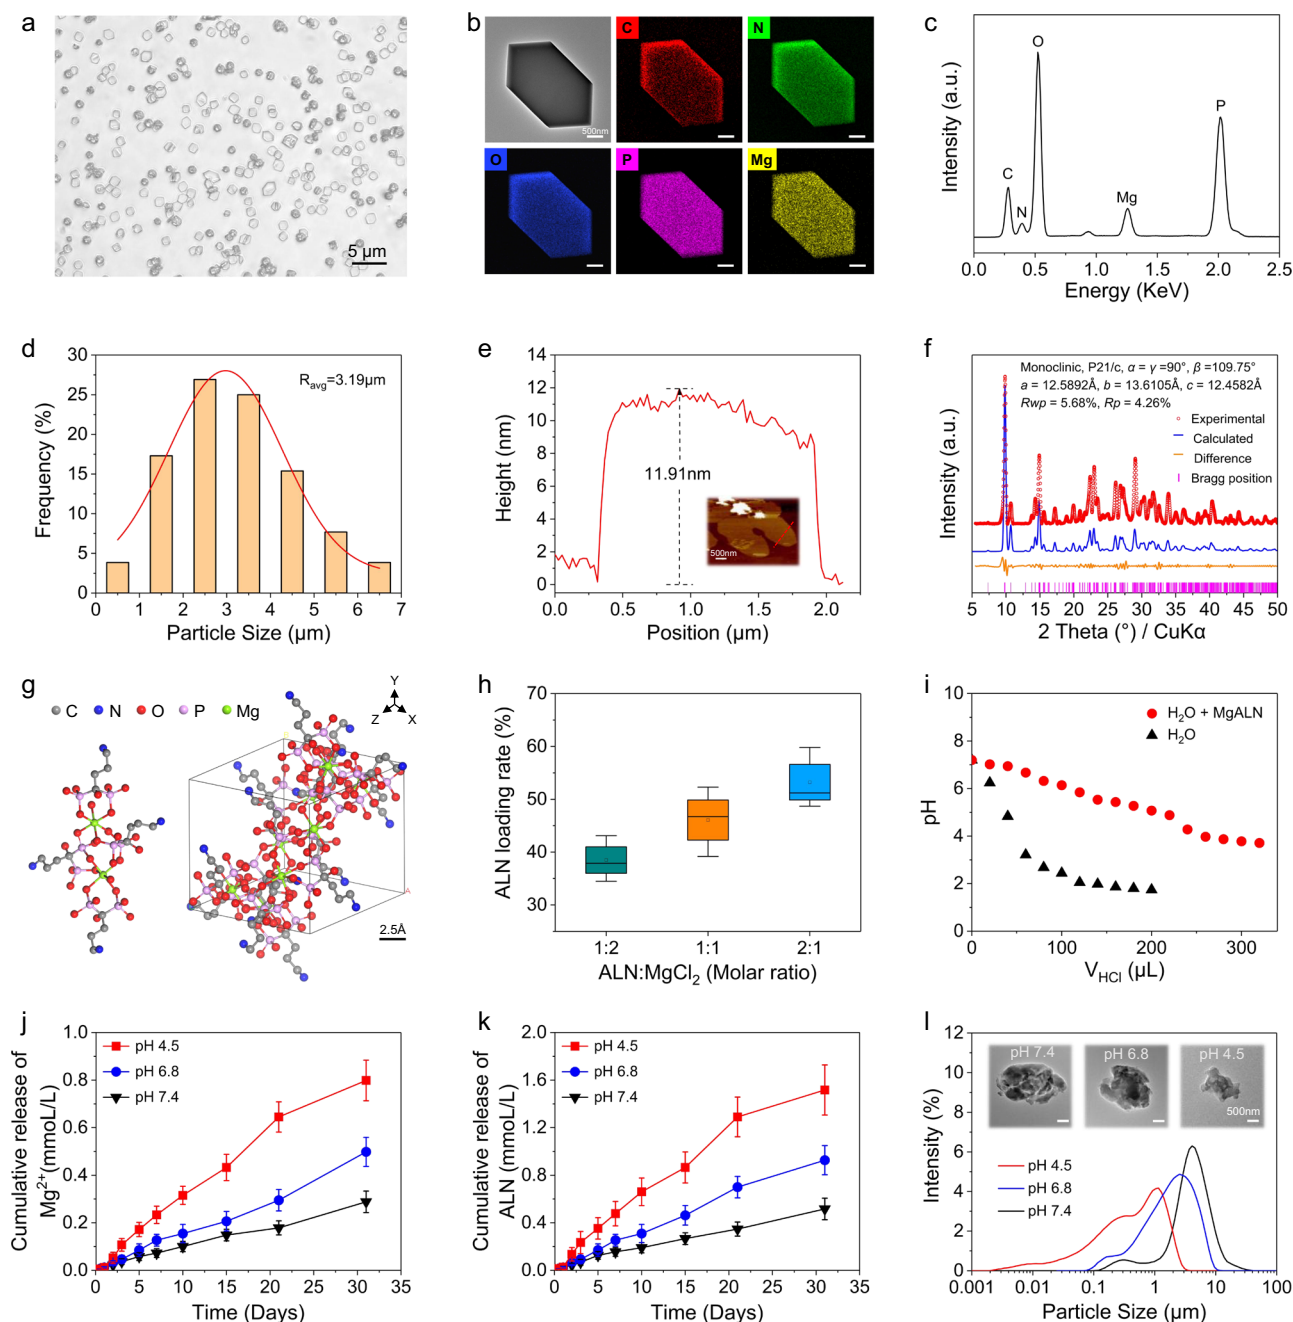 a
5 µm
b
500nm
C
N
O
P
Mg
c
Intensity (a.u.)
C
N
O
Mg
P
0.0 0.5 1.0 1.5 2.0 2.5
Energy (KeV)
d
Frequency (%)
30
25
20
15
10
5
0
R_avg=3.19µm
0 1 2 3 4 5 6 7
Particle Size (µm)
e
Height (nm)
14
12
10
8
6
4
2
0
11.91nm
500nm
0.0 0.5 1.0 1.5 2.0
Position (µm)
f
Intensity (a.u.)
Monoclinic, P21/c, α = γ =90°, β =109.75°
a = 12.5892Å, b = 13.6105Å, c = 12.4582Å
Rwp = 5.68%, Rp = 4.26%
Experimental
Calculated
Difference
Bragg position
5 10 15 20 25 30 35 40 45 50
2 Theta (°) / CuKα
g
C N O P Mg
Y
Z X
A
2.5Å
h
ALN loading rate (%)
70
60
50
40
30
1:2 1:1 2:1
ALN:MgCl₂ (Molar ratio)
i
pH
10
8
6
4
2
0
H₂O + MgALN
H₂O
0 100 200 300
V_HCl (µL)
j
Cumulative release of
Mg²⁺(mmoL/L)
1.0
0.8
0.6
0.4
0.2
0.0
pH 4.5
pH 6.8
pH 7.4
0 5 10 15 20 25 30 35
Time (Days)
k
Cumulative release of
ALN (mmoL/L)
2.0
1.6
1.2
0.8
0.4
0.0
pH 4.5
pH 6.8
pH 7.4
0 5 10 15 20 25 30 35
Time (Days)
l
Intensity (%)
12
10
8
6
4
2
0
pH 7.4
pH 6.8
pH 4.5
500nm
pH 4.5
pH 6.8
pH 7.4
0.001 0.1 1 10 100
Particle Size (µm)